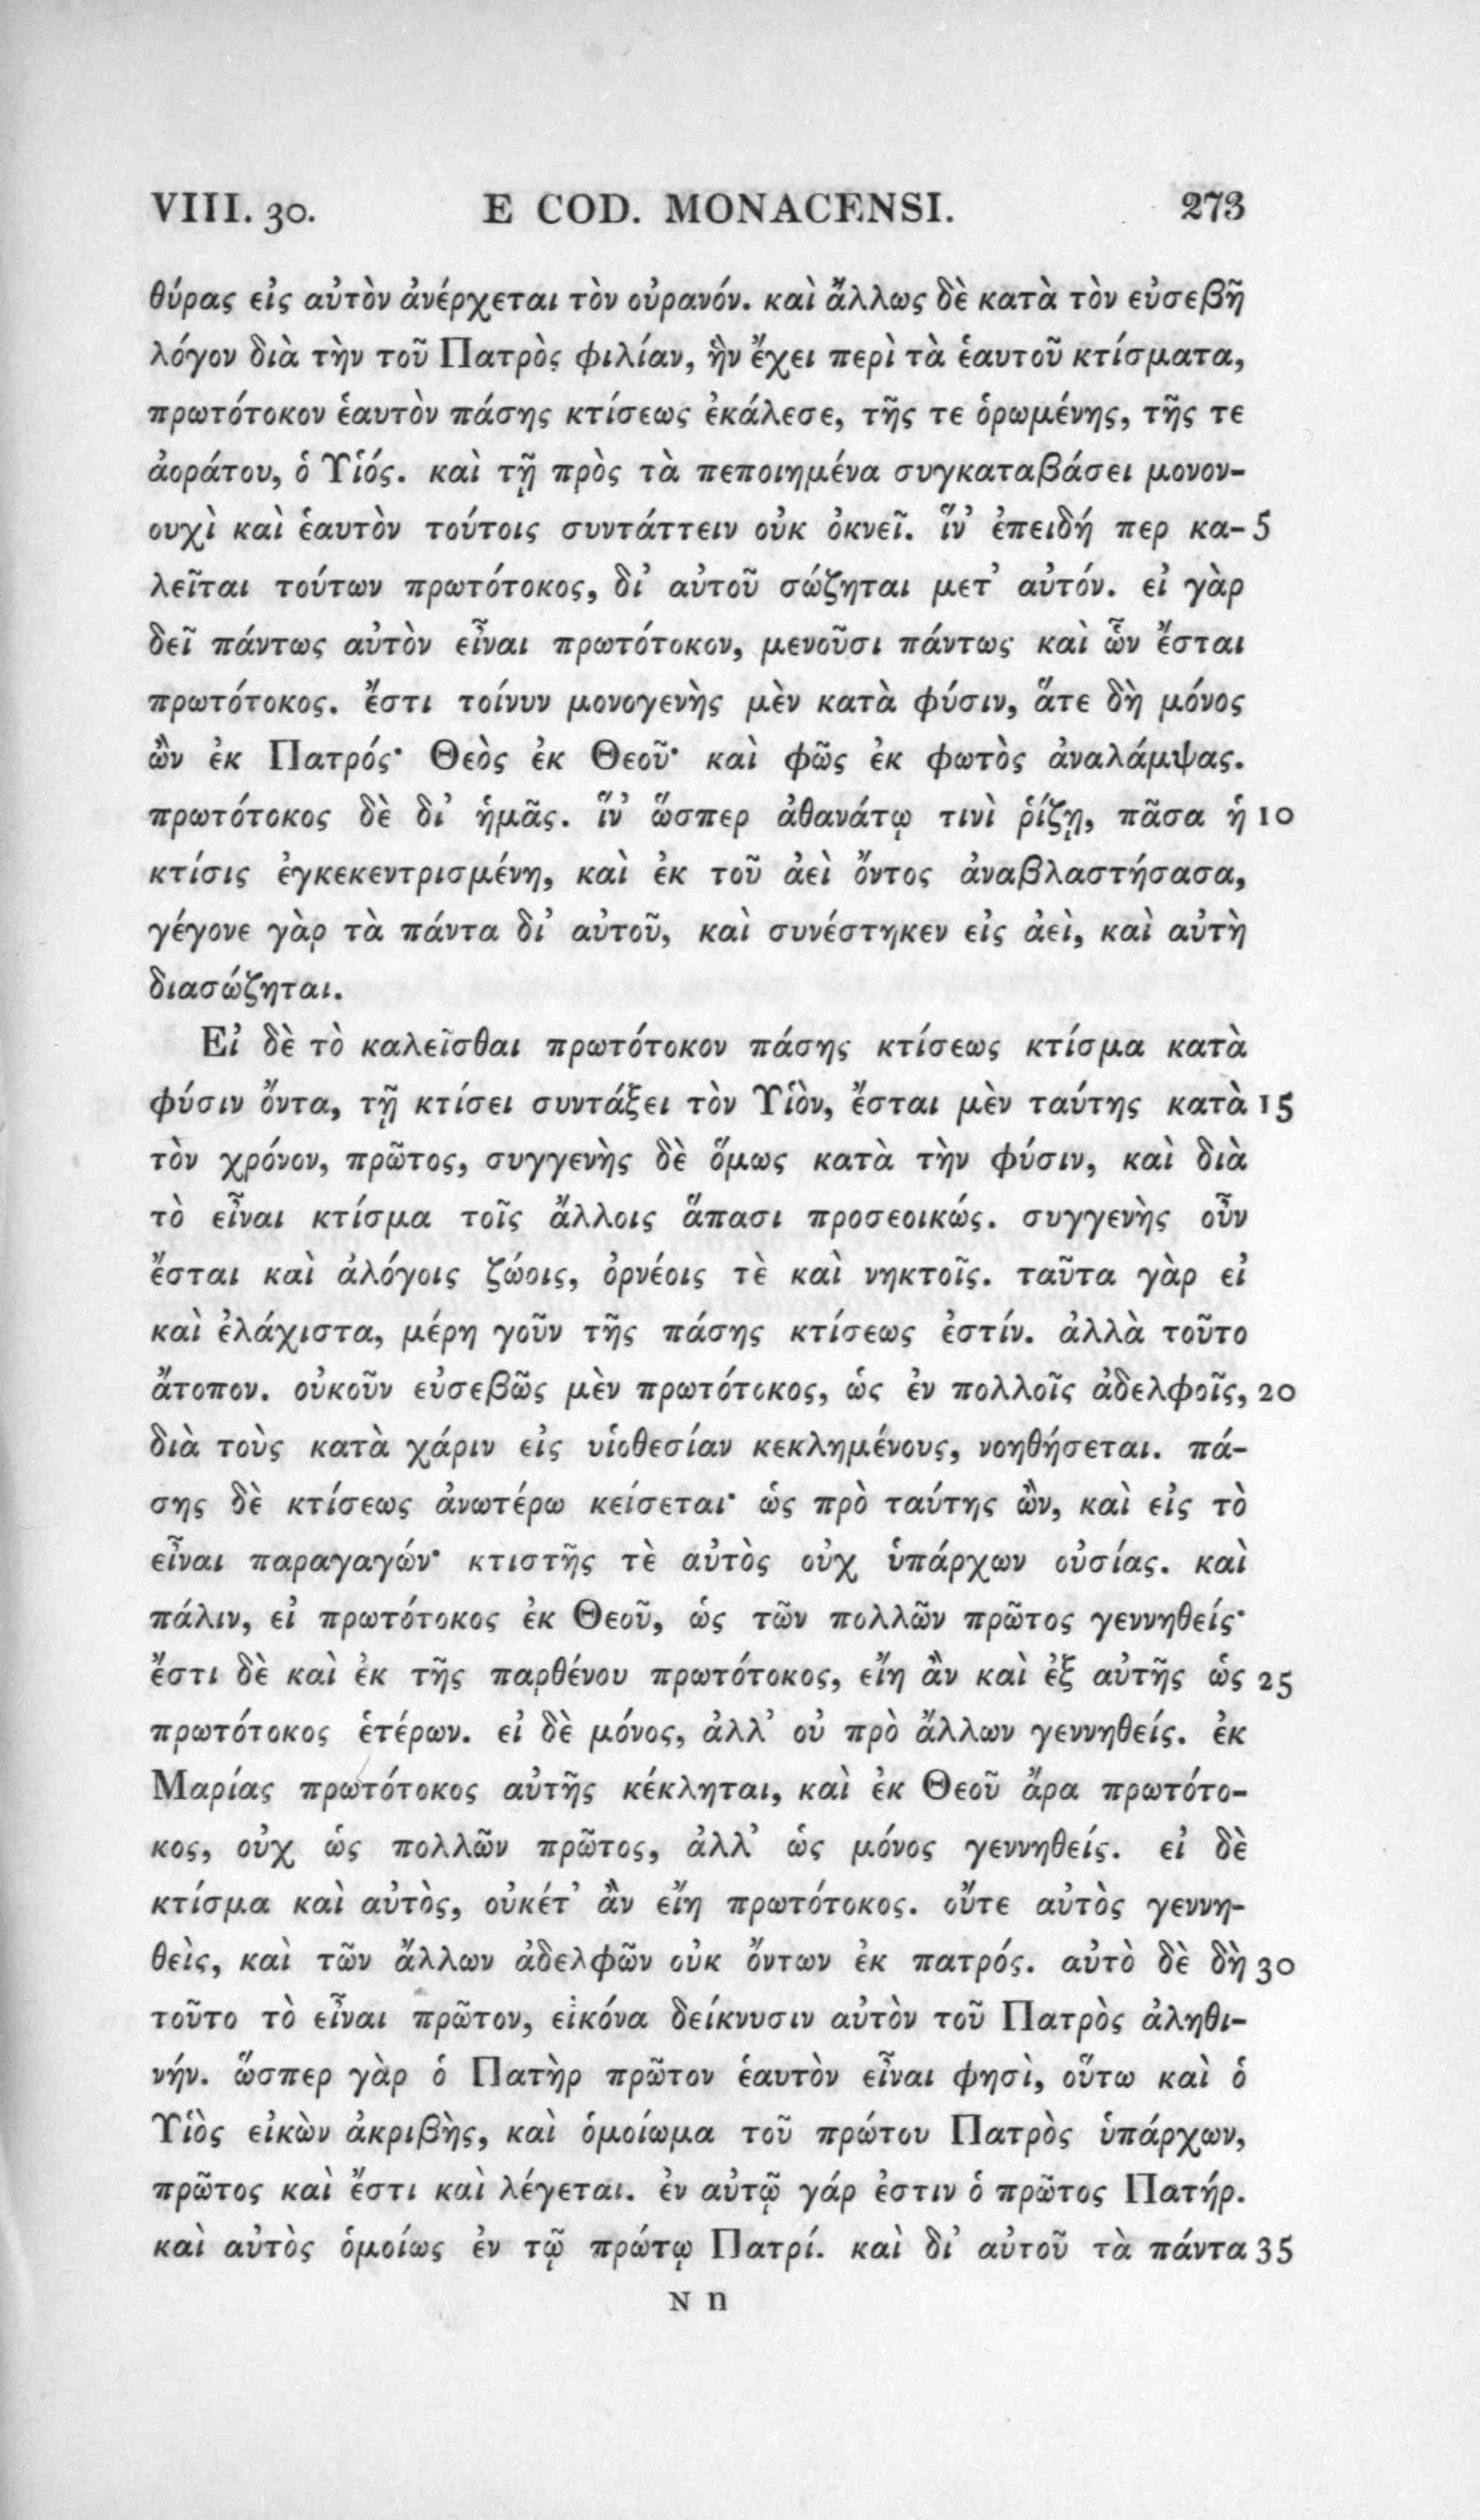 VIII. 30. E COD. MONACENSI. 273
θύρας εἰς αὐτὸν ἀνέρχεται τὸν οὐρανόν. καὶ ἄλλως δὲ κατὰ τὸν εὐσεβῆ
λόγον διὰ τὴν τοῦ Πατρὸς φιλίαν, ἣν ἔχει περὶ τὰ ἑαυτοῦ κτίσματα,
πρωτότοκον ἑαυτὸν πάσης κτίσεως ἐκάλεσε, τῆς τε ὁρωμένης, τῆς τε
ἀοράτου, ὁ Υἱός. καὶ τῇ πρὸς τὰ πεποιημένα συγκαταβάσει μονον-
ουχὶ καὶ ἑαυτὸν τούτοις συντάττειν οὐκ ὀκνεῖ. ἵν᾽ ἐπειδή περ κα- 5
λεῖται τούτων πρωτότοκος, δι᾽ αὐτοῦ σώζηται μετ᾽ αὐτόν. εἰ γὰρ
δεῖ πάντως αὐτὸν εἶναι πρωτότοκον, μενοῦσι πάντως καὶ ὧν ἔσται
πρωτότοκος. ἔστι τοίνυν μονογενὴς μὲν κατὰ φύσιν, ἅτε δὴ μόνος
ὢν ἐκ Πατρός· Θεὸς ἐκ Θεοῦ· καὶ φῶς ἐκ φωτὸς ἀναλάμψας.
πρωτότοκος δὲ δι᾽ ἡμᾶς. ἵν᾽ ὥσπερ ἀθανάτῳ τινὶ ῥίζῃ, πᾶσα ἡ 10
κτίσις ἐγκεκεντρισμένη, καὶ ἐκ τοῦ ἀεὶ ὄντος ἀναβλαστήσασα,
γέγονε γὰρ τὰ πάντα δι᾽ αὐτοῦ, καὶ συνέστηκεν εἰς ἀεὶ, καὶ αὐτὴ
διασώζηται.
Εἰ δὲ τὸ καλεῖσθαι πρωτότοκον πάσης κτίσεως κτίσμα κατὰ
φύσιν ὄντα, τῇ κτίσει συντάξει τὸν Υἱὸν, ἔσται μὲν ταύτης κατὰ 15
τὸν χρόνον, πρῶτος, συγγενὴς δὲ ὅμως κατὰ τὴν φύσιν, καὶ διὰ
τὸ εἶναι κτίσμα τοῖς ἄλλοις ἅπασι προσεοικώς. συγγενὴς οὖν
ἔσται καὶ ἀλόγοις ζώοις, ὀρνέοις τὲ καὶ νηκτοῖς. ταῦτα γὰρ εἰ
καὶ ἐλάχιστα, μέρη γοῦν τῆς πάσης κτίσεως ἐστίν. ἀλλὰ τοῦτο
ἄτοπον. οὐκοῦν εὐσεβῶς μὲν πρωτότοκος, ὡς ἐν πολλοῖς ἀδελφοῖς, 20
διὰ τοὺς κατὰ χάριν εἰς υἱοθεσίαν κεκλημένους, νοηθήσεται. πά-
σης δὲ κτίσεως ἀνωτέρω κείσεται· ὡς πρὸ ταύτης ὢν, καὶ εἰς τὸ
εἶναι παραγαγών· κτιστῆς τὲ αὐτὸς οὐχ ὑπάρχων οὐσίας. καὶ
πάλιν, εἰ πρωτότοκος ἐκ Θεοῦ, ὡς τῶν πολλῶν πρῶτος γεννηθείς·
ἔστι δὲ καὶ ἐκ τῆς παρθένου πρωτότοκος, εἴη ἂν καὶ ἐξ αὐτῆς ὡς 25
πρωτότοκος ἑτέρων. εἰ δὲ μόνος, ἀλλ᾽ οὐ πρὸ ἄλλων γεννηθείς. ἐκ
Μαρίας πρωτότοκος αὐτῆς κέκληται, καὶ ἐκ Θεοῦ ἄρα πρωτότο-
κος, οὐχ ὡς πολλῶν πρῶτος, ἀλλ᾽ ὡς μόνος γεννηθείς. εἰ δὲ
κτίσμα καὶ αὐτὸς, οὐκέτ᾽ ἂν εἴη πρωτότοκος. οὔτε αὐτὸς γεννη-
θεὶς, καὶ τῶν ἄλλων ἀδελφῶν οὐκ ὄντων ἐκ πατρός. αὐτὸ δὲ δὴ 30
τοῦτο τὸ εἶναι πρῶτον, εἰκόνα δείκνυσιν αὐτὸν τοῦ Πατρὸς ἀληθι-
νήν. ὥσπερ γὰρ ὁ Πατὴρ πρῶτον ἑαυτὸν εἶναι φησὶ, οὕτω καὶ ὁ
Υἱὸς εἰκὼν ἀκριβὴς, καὶ ὁμοίωμα τοῦ πρώτου Πατρὸς ὑπάρχων,
πρῶτος καὶ ἔστι καὶ λέγεται. ἐν αὐτῷ γάρ ἐστιν ὁ πρῶτος Πατήρ.
καὶ αὐτὸς ὁμοίως ἐν τῷ πρώτῳ Πατρί. καὶ δι᾽ αὐτοῦ τὰ πάντα 35
N n